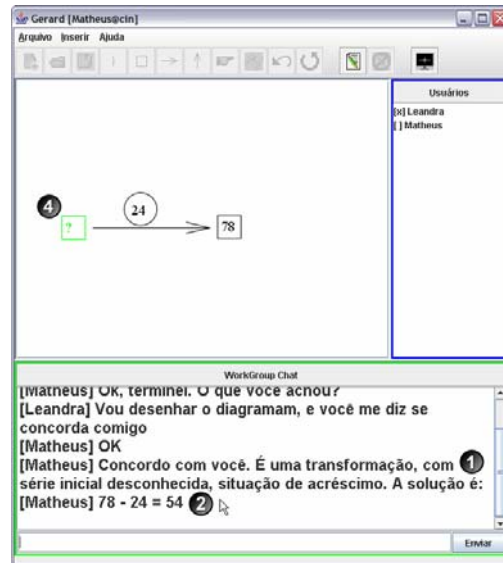 Gerard [Matheus@cin]
Arquivo Inserir Ajuda
Usuários
[x] Leandra
[ ] Matheus
4
24
?
78
WorkGroup Chat
[Matheus] Ok, terminei. O que você achou?
[Leandra] Vou desenhar o diagramam, e você me diz se
concorda comigo
[Matheus] OK
[Matheus] Concordo com você. É uma transformação, com 1
série inicial desconhecida, situação de acréscimo. A solução é:
[Matheus] 78 - 24 = 54 2
Enviar